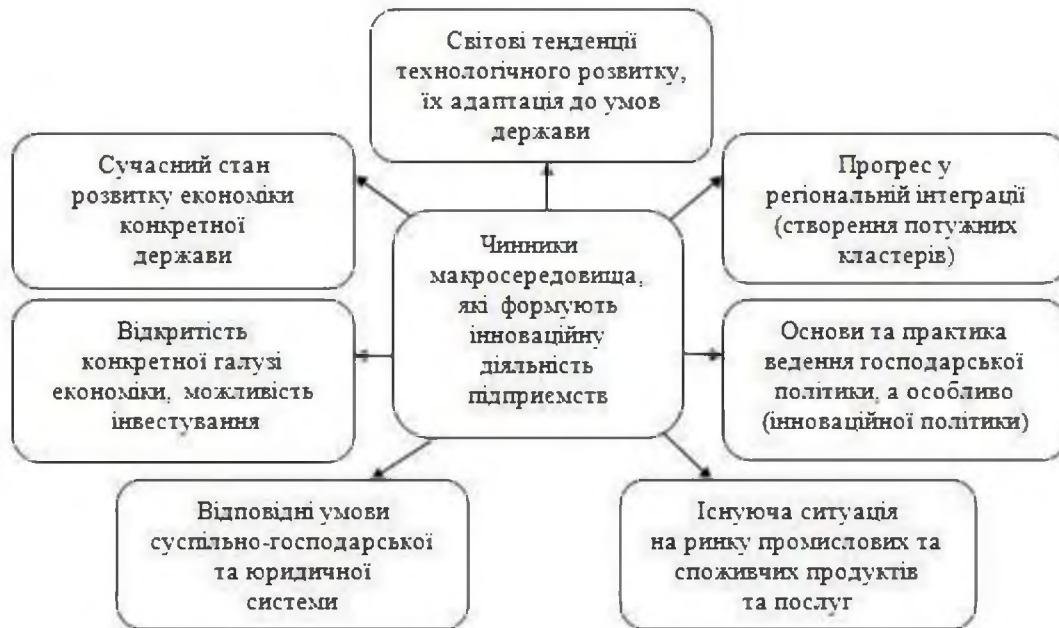 Світові тенденції
технологічного розвитку,
їх адаптація до умов
держави
Сучасний стан
розвитку економіки
конкретної
держави
Прогрес у
регіональній інтеграції
(створення потужних
кластерів)
Чинники
макросередовища,
які формують
інноваційну
діяльність
підприємств
Відкритість
конкретної галузі
економіки, можливість
інвестування
Основи та практика
ведення господарської
політики, а особливо
(інноваційної політики)
Відповідні умови
суспільно-господарської
та юридичної
системи
Існуюча ситуація
на ринку промислових та
споживчих продуктів
та послуг